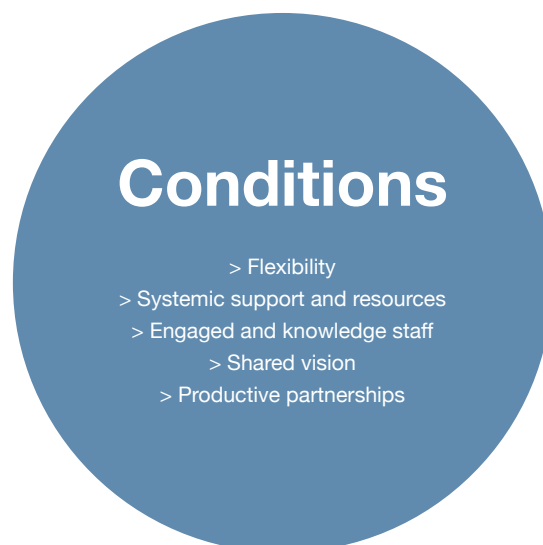 Conditions
> Flexibility
> Systemic support and resources
> Engaged and knowledge staff
> Shared vision
> Productive partnerships